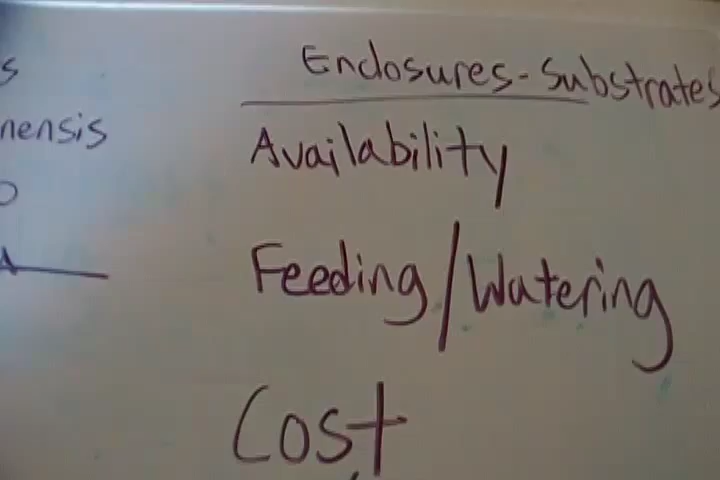 Enclosures - Substrates
Availability
Feeding/Watering
Cost
s
nensis